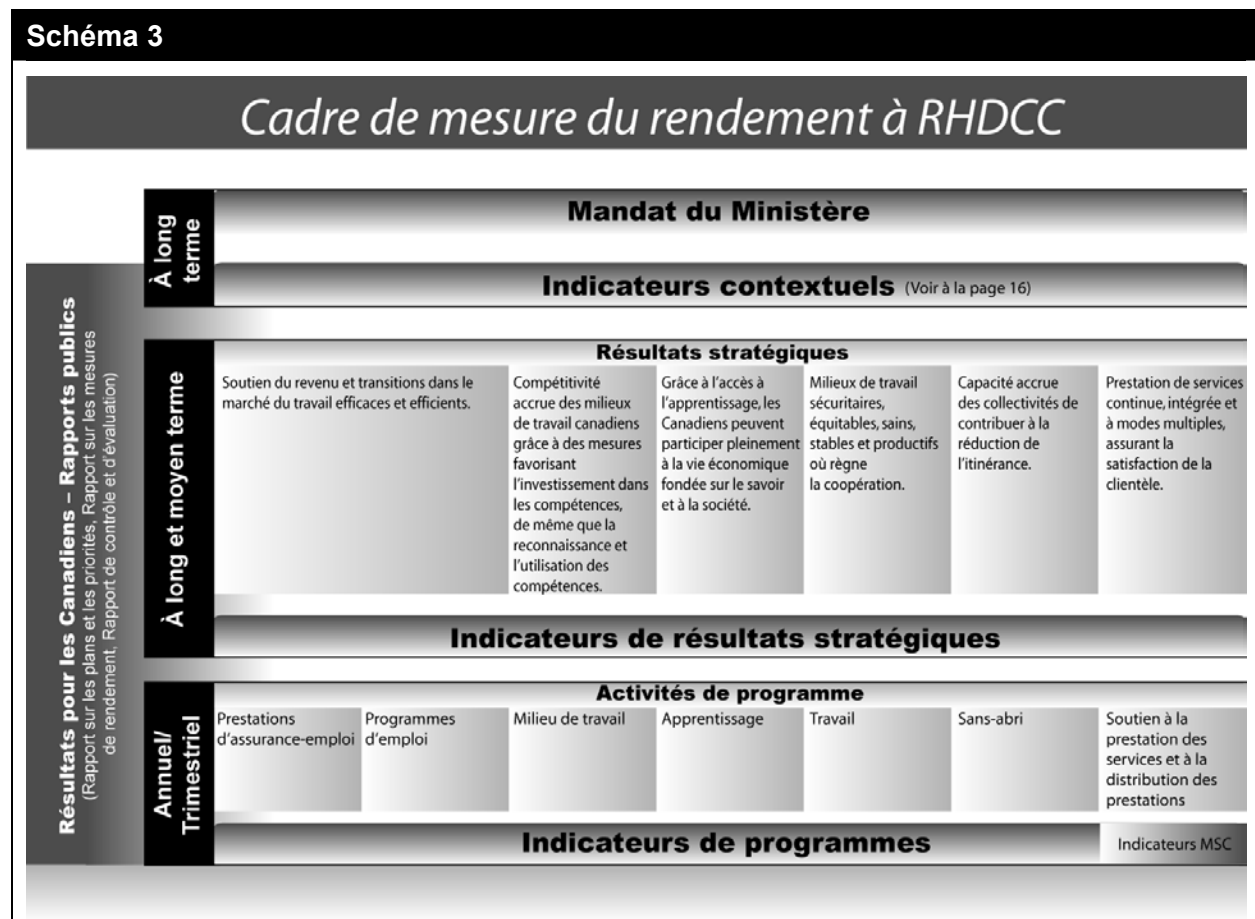 Schéma 3
Cadre de mesure du rendement à RHDCC
Résultats pour les Canadiens – Rapports publics
(Rapport sur les plans et les priorités, Rapport sur les mesures
de rendement, Rapport de contrôle et d'évaluation)
À long
terme
Mandat du Ministère
Indicateurs contextuels (Voir à la page 16)
À long et moyen terme
Résultats stratégiques
Soutien du revenu et transitions dans le
marché du travail efficaces et efficients.
Compétitivité
accrue des milieux
de travail canadiens
grâce à des mesures
favorisant
l'investissement dans
les compétences,
de même que la
reconnaissance et
l'utilisation des
compétences.
Grâce à l'accès à
l'apprentissage, les
Canadiens peuvent
participer pleinement
à la vie économique
fondée sur le savoir
et à la société.
Milieux de travail
sécuritaires,
équitables, sains,
stables et productifs
où règne
la coopération.
Capacité accrue
des collectivités de
contribuer à la
réduction de
l'itinérance.
Prestation de services
continue, intégrée et
à modes multiples,
assurant la
satisfaction de la
clientèle.
Indicateurs de résultats stratégiques
Annuel/
Trimestriel
Activités de programme
Prestations
d'assurance-emploi
Programmes
d'emploi
Milieu de travail
Apprentissage
Travail
Sans-abri
Soutien à la
prestation des
services et à la
distribution des
prestations
Indicateurs de programmes
Indicateurs MSC